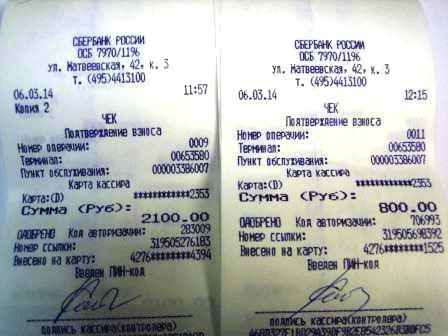 СБЕРБАНК РОССИИ
ОСБ 7970/1196
ул. Матвеевская, 42, к. 3
т. (495)4413100
06.03.14 11:57
Копия 2
ЧЕК
Подтверждение взноса
Номер операции: 0009
Терминал: 00653580
Пункт обслуживания: 000003386007
Карта кассира
Карта:(D) ************2353
Сумма (Руб):
2100.00
ОДОБРЕНО Код авторизации: 283009
Номер ссылки: 319505276183
Внесено на карту: 4276********4394
Введен ПИН-код
подпись кассира(контролера)
СБЕРБАНК РОССИИ
ОСБ 7970/1196
ул. Матвеевская, 42, к. 3
т. (495)4413100
06.03.14 12:15
ЧЕК
Подтверждение взноса
Номер операции: 0011
Терминал: 00653580
Пункт обслуживания: 000003386007
Карта кассира
Карта:(D) ************2353
Сумма (Руб):
800.00
ОДОБРЕНО Код авторизации: 706993
Номер ссылки: 319505698392
Внесено на карту: 4276********1525
Введен ПИН-код
подпись кассира(контролера)